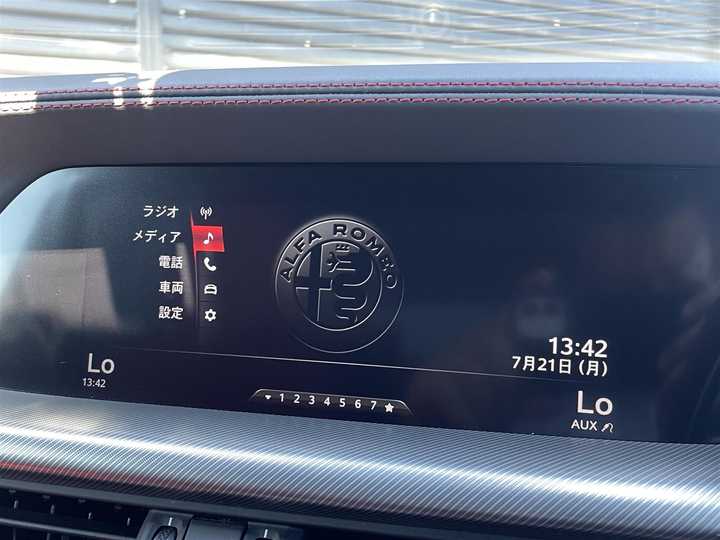 ラジオ
メディア
電話
車両
設定
ALFA ROMEO
13:42
7月21日 (月)
Lo
13:42
1 2 3 4 5 6 7
Lo
AUX